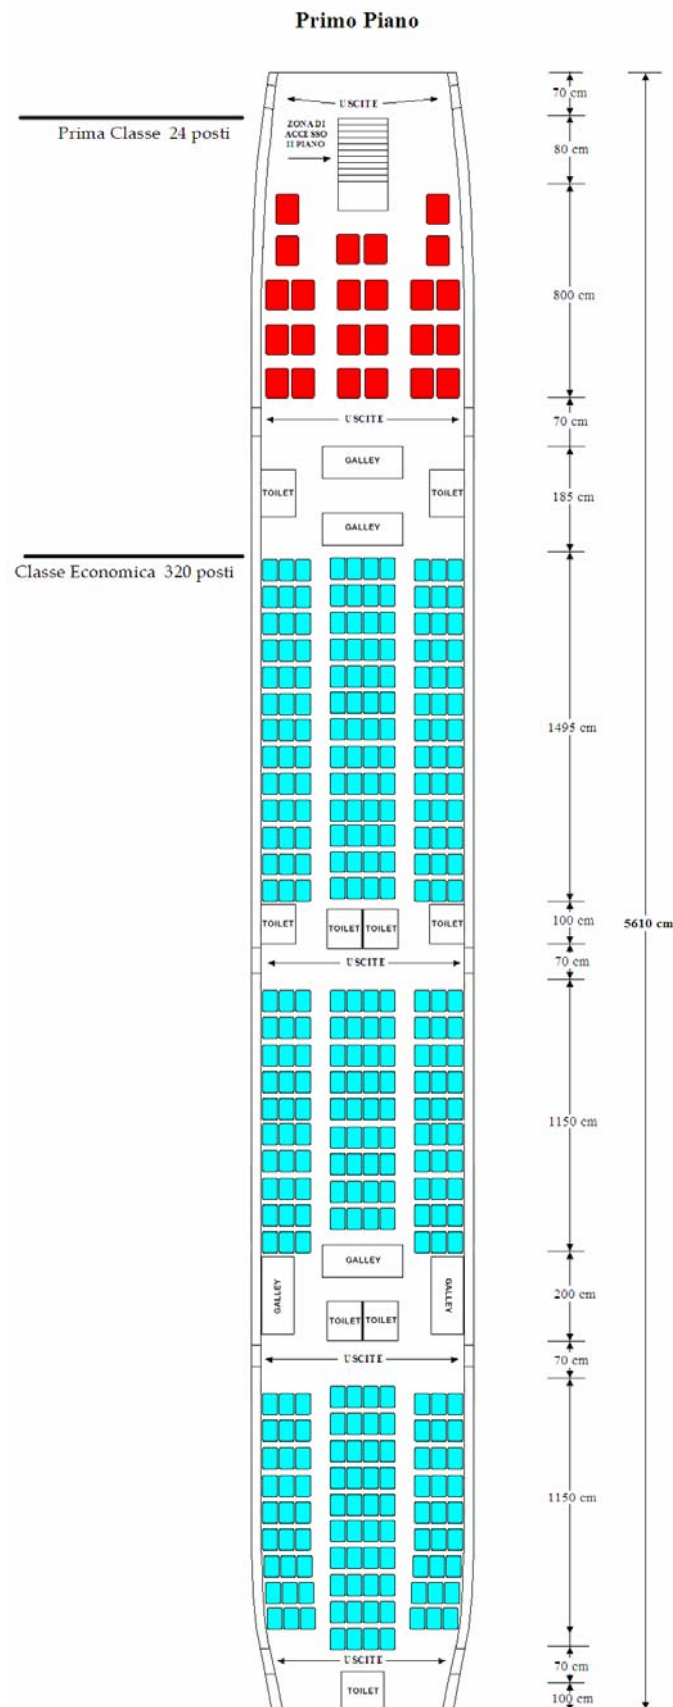 Primo Piano
USCITE
70 cm
ZONA DI
ACCESSO
II PIANO
Prima Classe 24 posti
80 cm
800 cm
USCITE
70 cm
GALLEY
TOILET
TOILET
185 cm
GALLEY
Classe Economica 320 posti
1495 cm
TOILET
TOILET
TOILET
TOILET
100 cm
5610 cm
USCITE
70 cm
1150 cm
GALLEY
GALLEY
GALLEY
200 cm
TOILET
TOILET
USCITE
70 cm
1150 cm
USCITE
70 cm
TOILET
100 cm